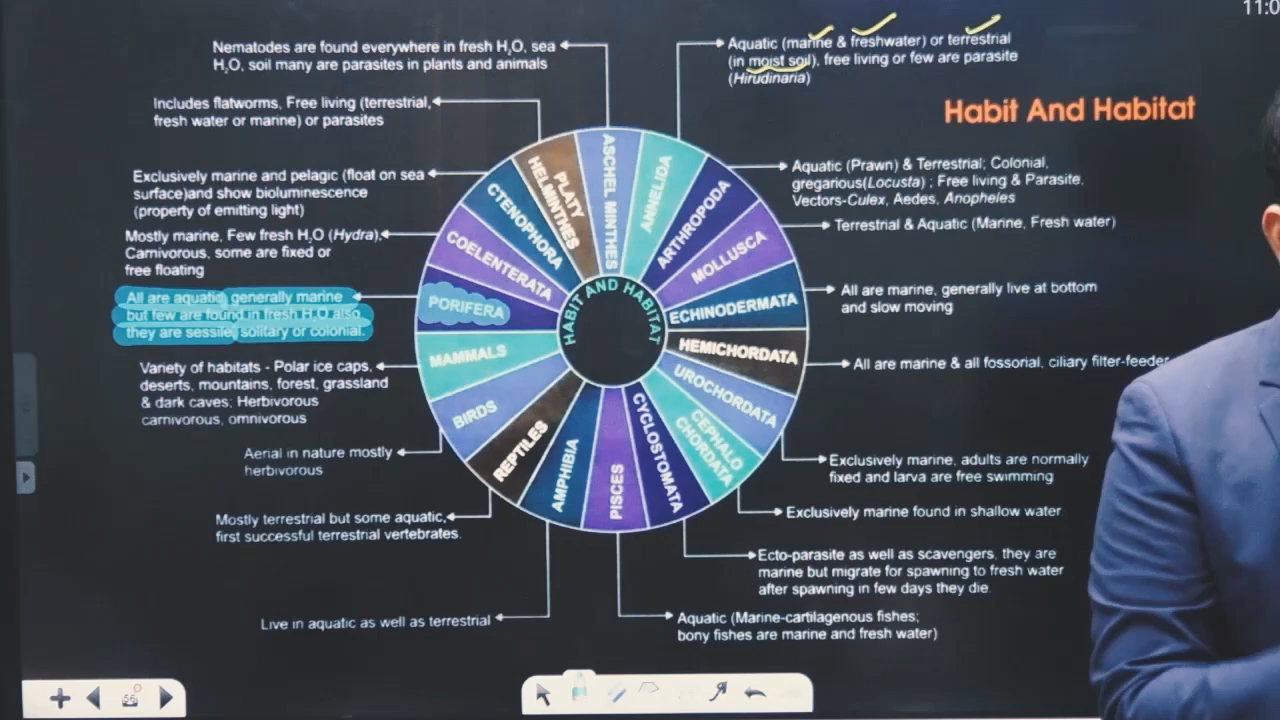 11:0
Habit And Habitat
Nematodes are found everywhere in fresh H₂O, sea
H₂O, soil many are parasites in plants and animals
Includes flatworms, Free living (terrestrial,
fresh water or marine) or parasites
Exclusively marine and pelagic (float on sea
surface)and show bioluminescence
(property of emitting light)
Mostly marine, Few fresh H₂O (Hydra),
Carnivorous, some are fixed or
free floating
All are aquatic, generally marine
but few are found in fresh H₂O also
they are sessile, solitary or colonial.
Variety of habitats - Polar ice caps,
deserts, mountains, forest, grassland
& dark caves; Herbivorous
carnivorous, omnivorous
Aerial in nature mostly
herbivorous
Mostly terrestrial but some aquatic,
first successful terrestrial vertebrates.
Live in aquatic as well as terrestrial
Aquatic (marine & freshwater) or terrestrial
(in moist soil), free living or few are parasite
(Hirudinaria)
Aquatic (Prawn) & Terrestrial; Colonial,
gregarious(Locusta) ; Free living & Parasite,
Vectors-Culex, Aedes, Anopheles
Terrestrial & Aquatic (Marine, Fresh water)
All are marine, generally live at bottom
and slow moving
All are marine & all fossorial, ciliary filter-feeder
Exclusively marine, adults are normally
fixed and larva are free swimming
Exclusively marine found in shallow water
Ecto-parasite as well as scavengers, they are
marine but migrate for spawning to fresh water
after spawning in few days they die.
Aquatic (Marine-cartilagenous fishes;
bony fishes are marine and fresh water)
HABIT AND HABITAT
ASCHEL MINTHES
ANNELIDA
ARTHROPODA
MOLLUSCA
ECHINODERMATA
HEMICHORDATA
UROCHORDATA
CEPHALO
CHORDATA
CYCLOSTOMATA
PISCES
AMPHIBIA
REPTILES
BIRDS
MAMMALS
PORIFERA
COELENTERATA
CTENOPHORA
PLATY
HELMINTHES